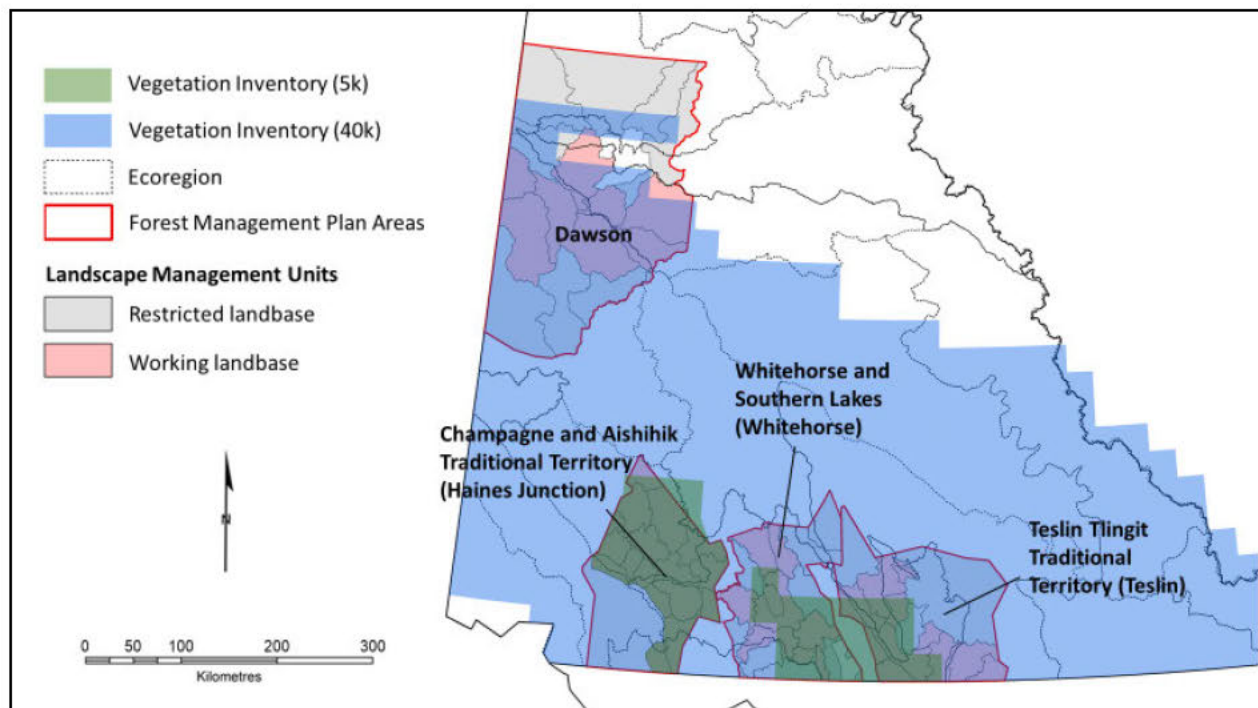 Vegetation Inventory (5k)
Vegetation Inventory (40k)
Ecoregion
Forest Management Plan Areas
Landscape Management Units
Restricted landbase
Working landbase
N
0 50 100 200 300
Kilometres
Dawson
Champagne and Aishihik
Traditional Territory
(Haines Junction)
Whitehorse and
Southern Lakes
(Whitehorse)
Teslin Tlingit
Traditional
Territory (Teslin)